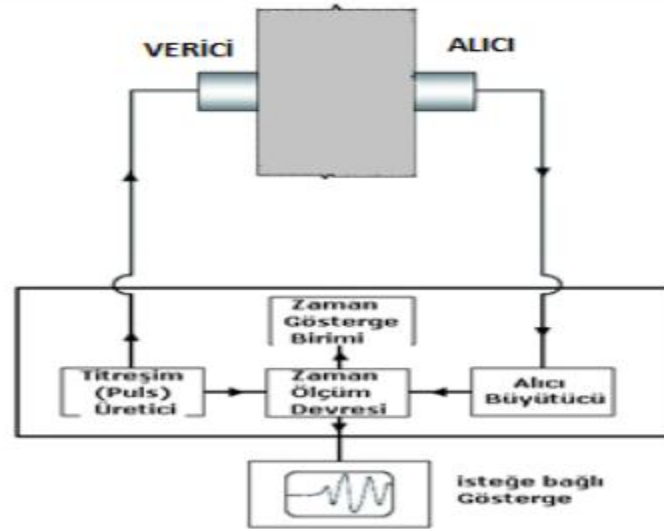 VERİCİ
ALICI
Zaman
Gösterge
Birimi
Titreşim
(Puls)
Üretici
Zaman
Ölçüm
Devresi
Alıcı
Büyütücü
isteğe bağlı
Gösterge